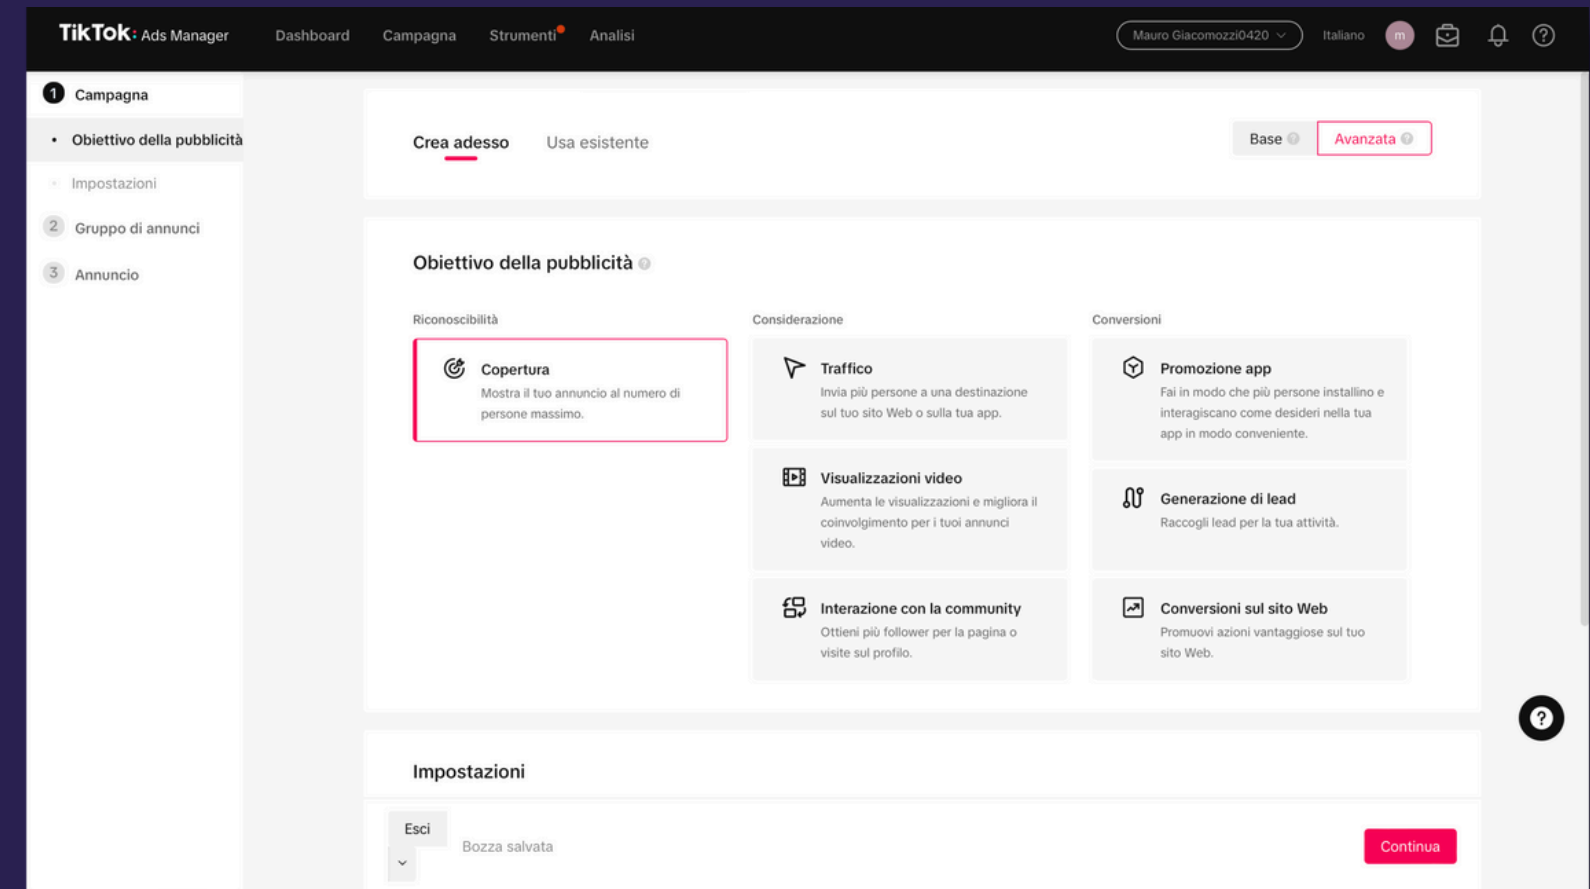 TikTok: Ads Manager
Dashboard
Campagna
Strumenti
Analisi
Mauro Giacomozzi0420
Italiano
m
?
1 Campagna
• Obiettivo della pubblicità
Impostazioni
2 Gruppo di annunci
3 Annuncio
Crea adesso
Usa esistente
Base ?
Avanzata ?
Obiettivo della pubblicità ?
Riconoscibilità
Copertura
Mostra il tuo annuncio al numero di
persone massimo.
Considerazione
Traffico
Invia più persone a una destinazione
sul tuo sito Web o sulla tua app.
Visualizzazioni video
Aumenta le visualizzazioni e migliora il
coinvolgimento per i tuoi annunci
video.
Interazione con la community
Ottieni più follower per la pagina o
visite sul profilo.
Conversioni
Promozione app
Fai in modo che più persone installino e
interagiscano come desideri nella tua
app in modo conveniente.
Generazione di lead
Raccogli lead per la tua attività.
Conversioni sul sito Web
Promuovi azioni vantaggiose sul tuo
sito Web.
?
Impostazioni
Esci
Bozza salvata
Continua